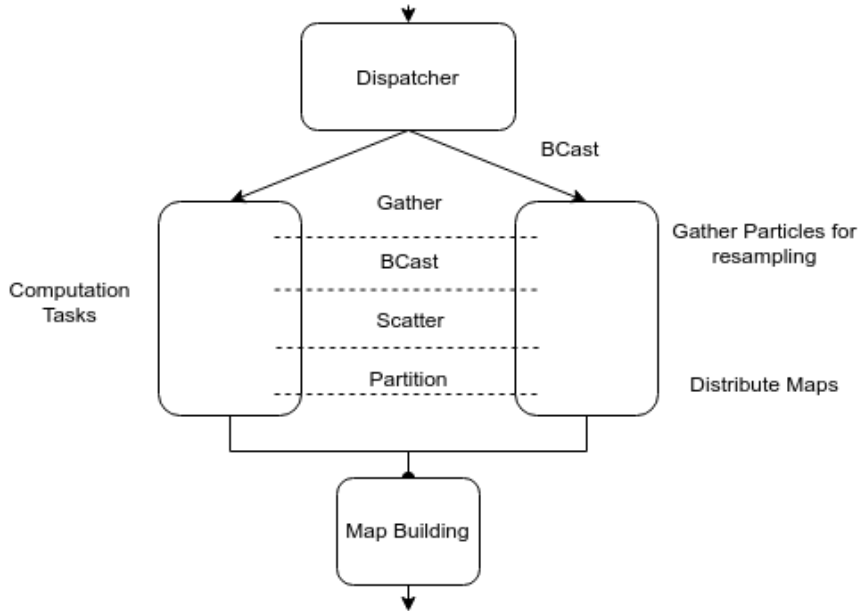 Dispatcher
BCast
Gather
Gather Particles for
resampling
BCast
Computation
Tasks
Scatter
Partition
Distribute Maps
Map Building